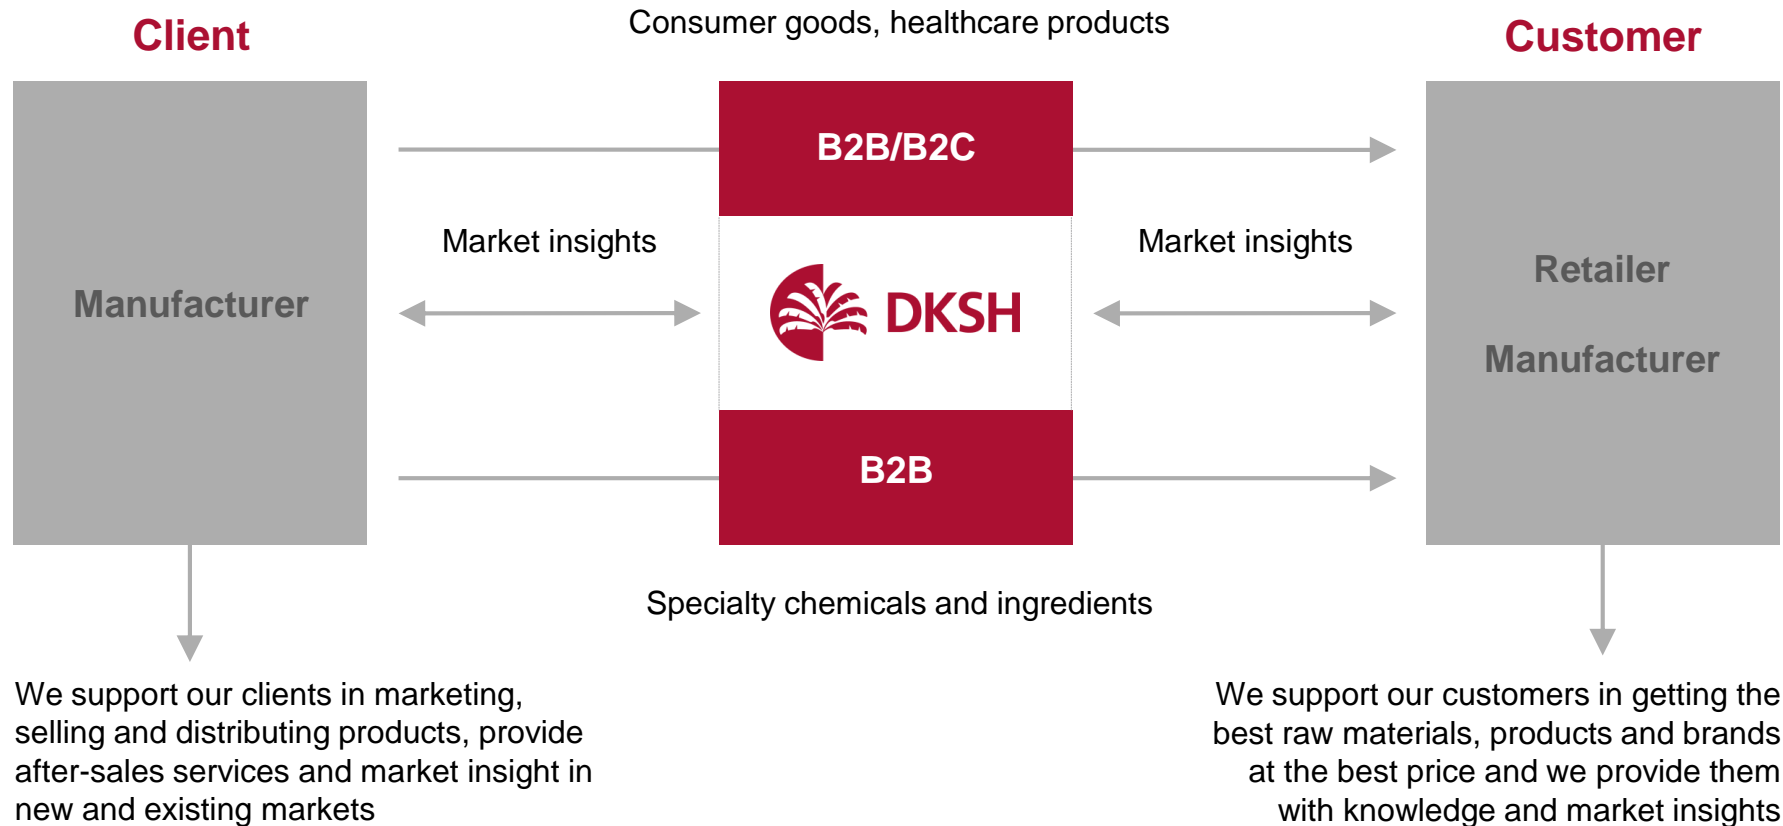 Client
Consumer goods, healthcare products
Customer
B2B/B2C
Market insights
Market insights
Manufacturer
DKSH
Retailer
Manufacturer
B2B
Specialty chemicals and ingredients
We support our clients in marketing,
selling and distributing products, provide
after-sales services and market insight in
new and existing markets
We support our customers in getting the
best raw materials, products and brands
at the best price and we provide them
with knowledge and market insights